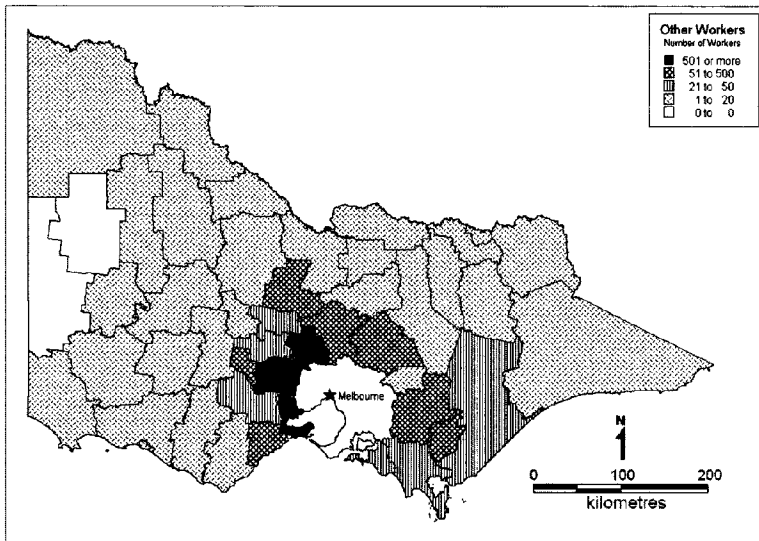 Other Workers
Number of Workers
501 or more
51 to 500
21 to 50
1 to 20
0 to 0
Melbourne
N
0 100 200
kilometres